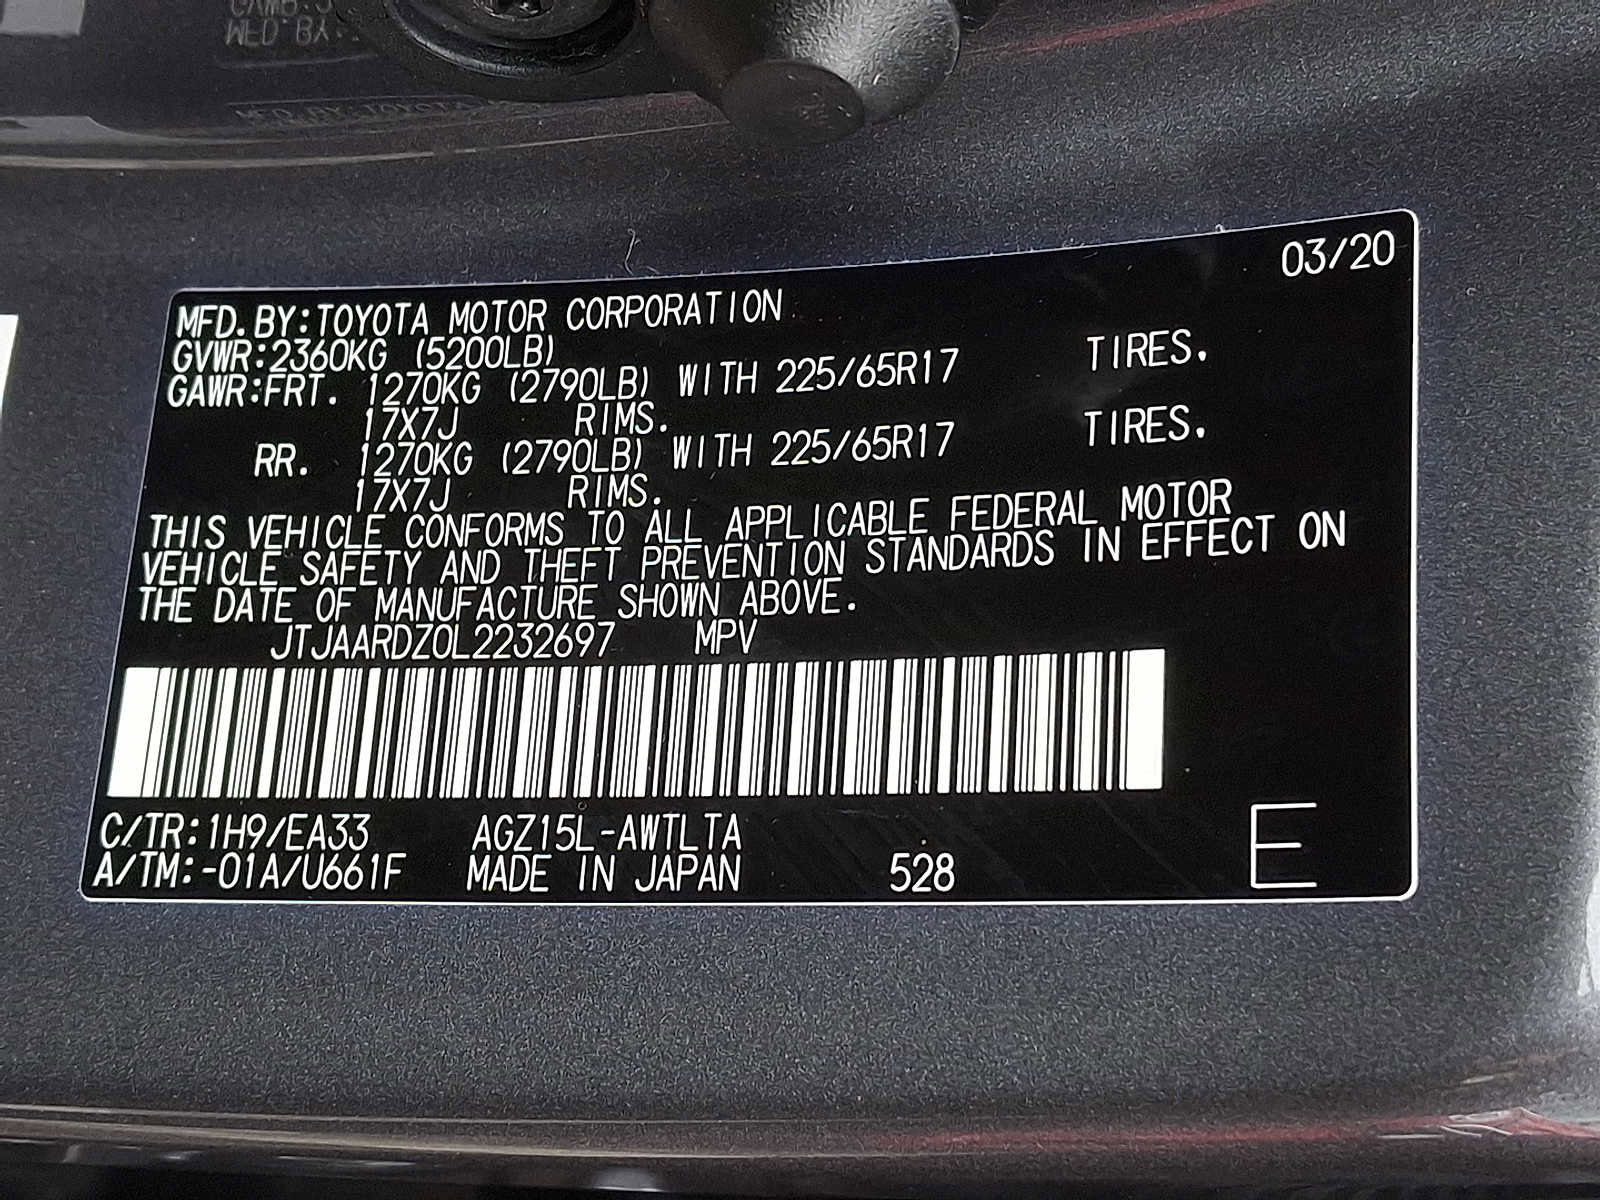 03/20
MFD.BY:TOYOTA MOTOR CORPORATION
GVWR:2360KG (5200LB)
GAWR:FRT. 1270KG (2790LB) WITH 225/65R17 TIRES.
17X7J RIMS.
RR. 1270KG (2790LB) WITH 225/65R17 TIRES.
17X7J RIMS.
THIS VEHICLE CONFORMS TO ALL APPLICABLE FEDERAL MOTOR
VEHICLE SAFETY AND THEFT PREVENTION STANDARDS IN EFFECT ON
THE DATE OF MANUFACTURE SHOWN ABOVE.
JTJAARDZ0L2232697 MPV
C/TR:1H9/EA33 AGZ15L-AWTLTA
A/TM:-01A/U661F MADE IN JAPAN 528 E